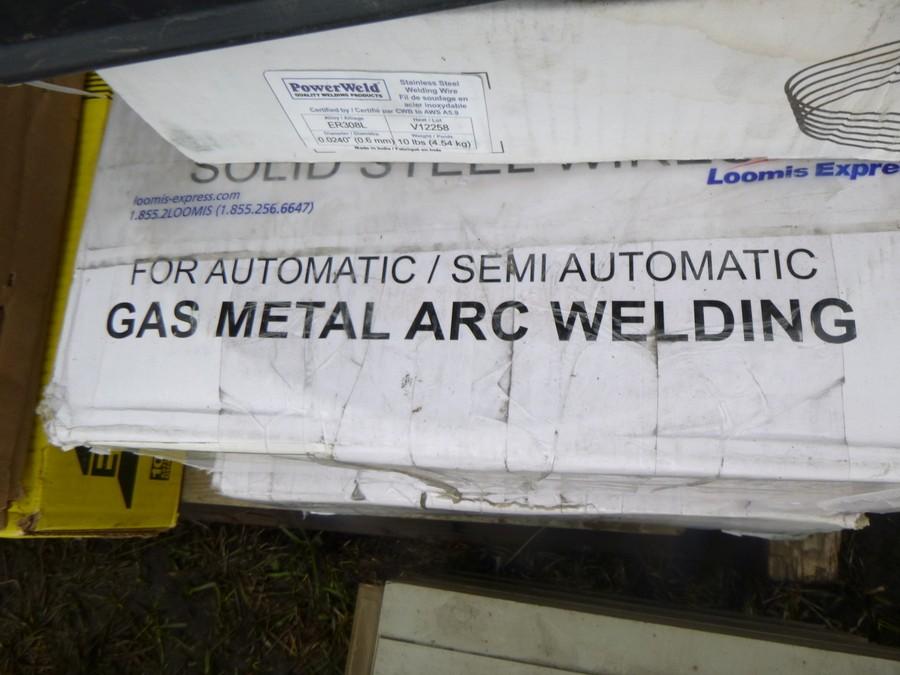 PowerWeld
QUALITY WELDING PRODUCTS
Stainless Steel
Welding Wire
Fil de soudage en
acier inoxydable
Certified by / Certifié par CWB to AWS A5.9
Alloy / Alliage
ER308L
Heat / Lot
V12258
Diameter / Diamètre
0.0240" (0.6 mm)
Weight / Poids
10 lbs (4.54 kg)
Made in India / Fabriqué en Inde
SOLID STEEL WIRES
Loomis Expre
loomis-express.com
1.855.2LOOMIS (1.855.256.6647)
FOR AUTOMATIC / SEMI AUTOMATIC
GAS METAL ARC WELDING